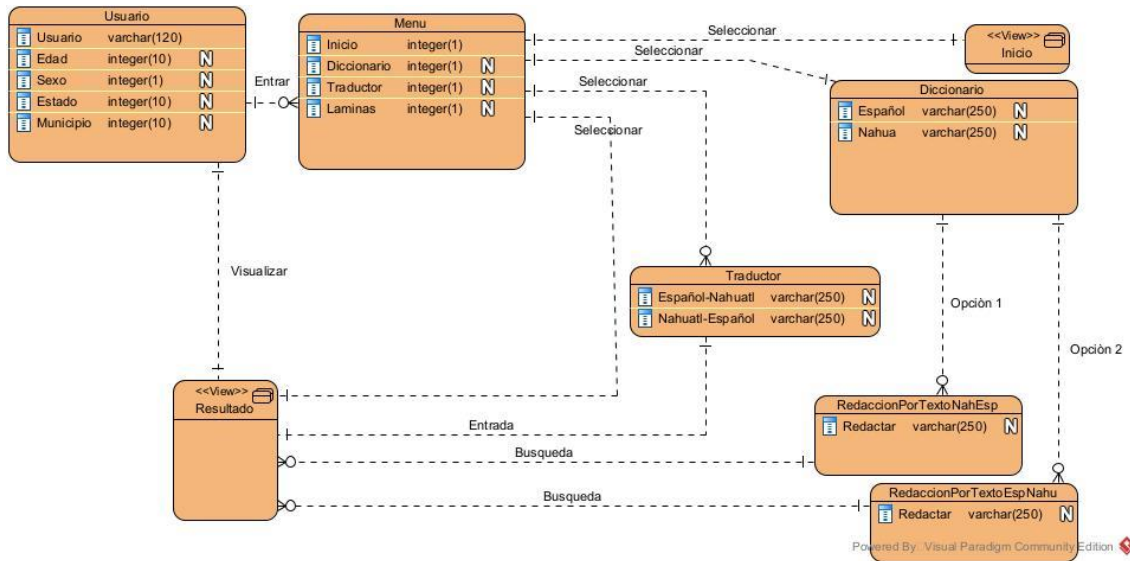 Usuario
Usuario varchar(120)
Edad integer(10) N
Sexo integer(1) N
Estado integer(10) N
Municipio integer(10) N
Entrar
Menu
Inicio integer(1)
Diccionario integer(1) N
Traductor integer(1) N
Laminas integer(1) N
Seleccionar
Seleccionar
Seleccionar
Seleccionar
<<View>>
Inicio
Diccionario
Español varchar(250) N
Nahua varchar(250) N
Visualizar
Traductor
Español-Nahuatl varchar(250) N
Nahuatl-Español varchar(250) N
Opciòn 1
Opciòn 2
<<View>>
Resultado
Entrada
Busqueda
Busqueda
RedaccionPorTextoNahEsp
Redactar varchar(250) N
RedaccionPorTextoEspNahu
Redactar varchar(250) N
Powered By: Visual Paradigm Community Edition